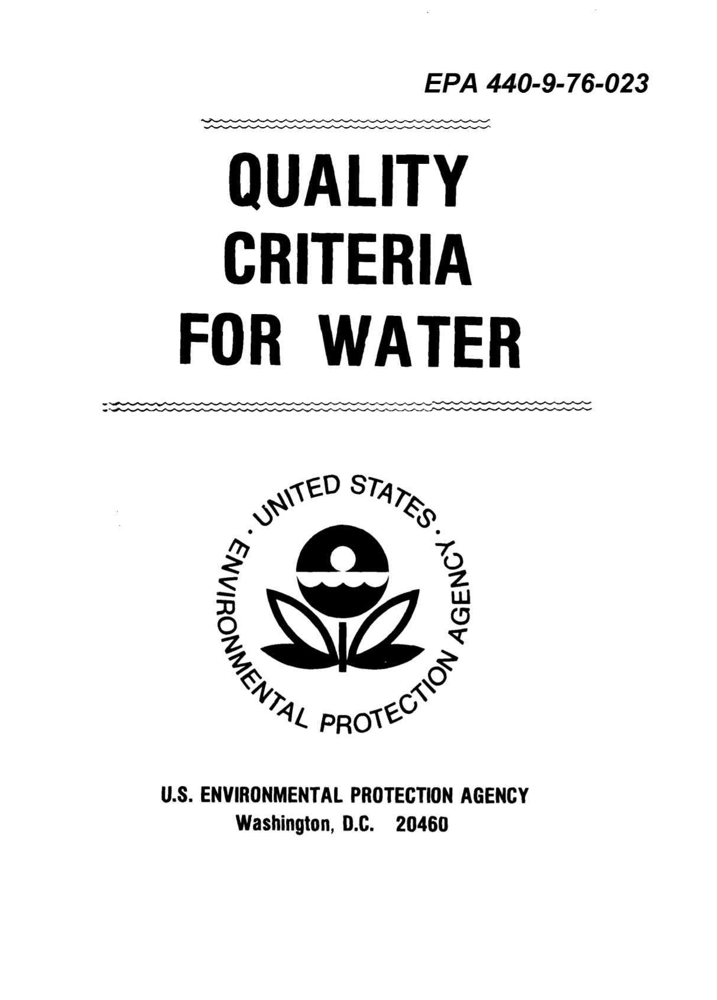 EPA 440-9-76-023
QUALITY
CRITERIA
FOR WATER
UNITED STATES
· ENVIRONMENTAL PROTECTION AGENCY ·
U.S. ENVIRONMENTAL PROTECTION AGENCY
Washington, D.C. 20460